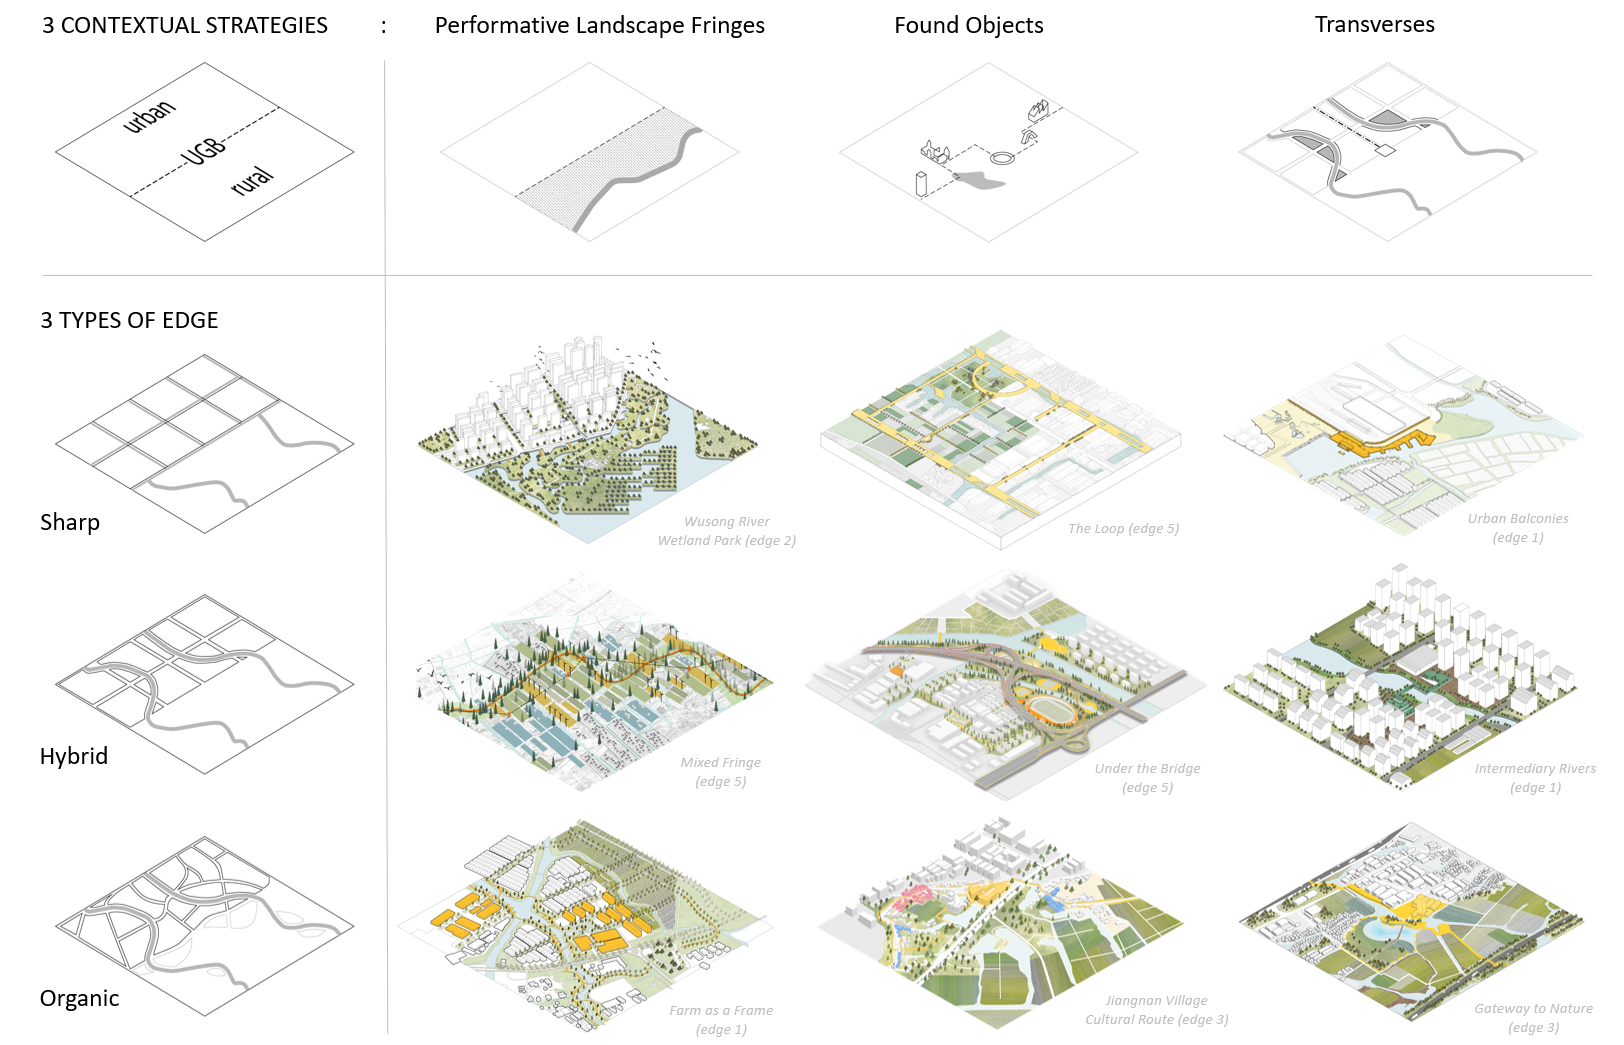 3 CONTEXTUAL STRATEGIES : Performative Landscape Fringes Found Objects Transverses
urban
UGB
rural
3 TYPES OF EDGE
Sharp
Wusong River
Wetland Park (edge 2)
The Loop (edge 5)
Urban Balconies
(edge 1)
Hybrid
Mixed Fringe
(edge 5)
Under the Bridge
(edge 5)
Intermediary Rivers
(edge 1)
Organic
Farm as a Frame
(edge 1)
Jiangnan Village
Cultural Route (edge 3)
Gateway to Nature
(edge 3)